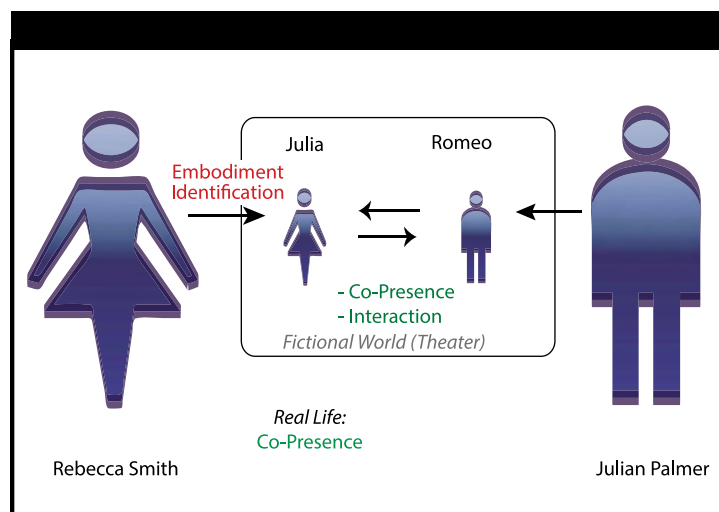 Julia
Romeo
Embodiment
Identification
- Co-Presence
- Interaction
Fictional World (Theater)
Real Life:
Co-Presence
Rebecca Smith
Julian Palmer